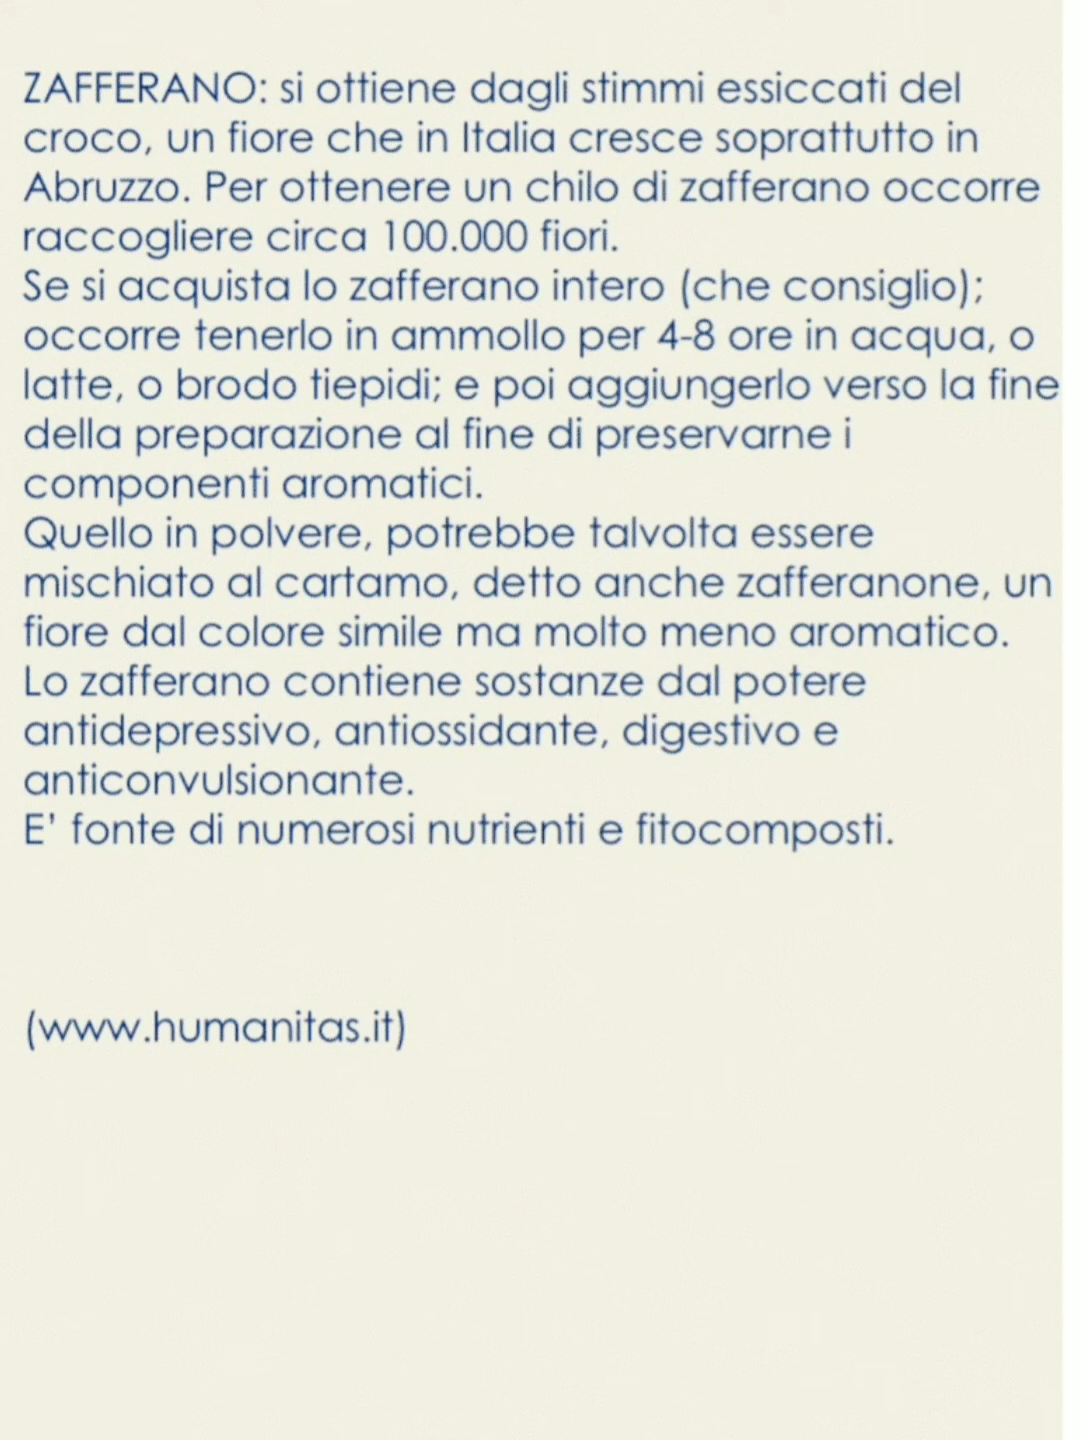 ZAFFERANO: si ottiene dagli stimmi essiccati del
croco, un fiore che in Italia cresce soprattutto in
Abruzzo. Per ottenere un chilo di zafferano occorre
raccogliere circa 100.000 fiori.
Se si acquista lo zafferano intero (che consiglio);
occorre tenerlo in ammollo per 4-8 ore in acqua, o
latte, o brodo tiepidi; e poi aggiungerlo verso la fine
della preparazione al fine di preservarne i
componenti aromatici.
Quello in polvere, potrebbe talvolta essere
mischiato al cartamo, detto anche zafferanone, un
fiore dal colore simile ma molto meno aromatico.
Lo zafferano contiene sostanze dal potere
antidepressivo, antiossidante, digestivo e
anticonvulsionante.
E' fonte di numerosi nutrienti e fitocomposti.
(www.humanitas.it)